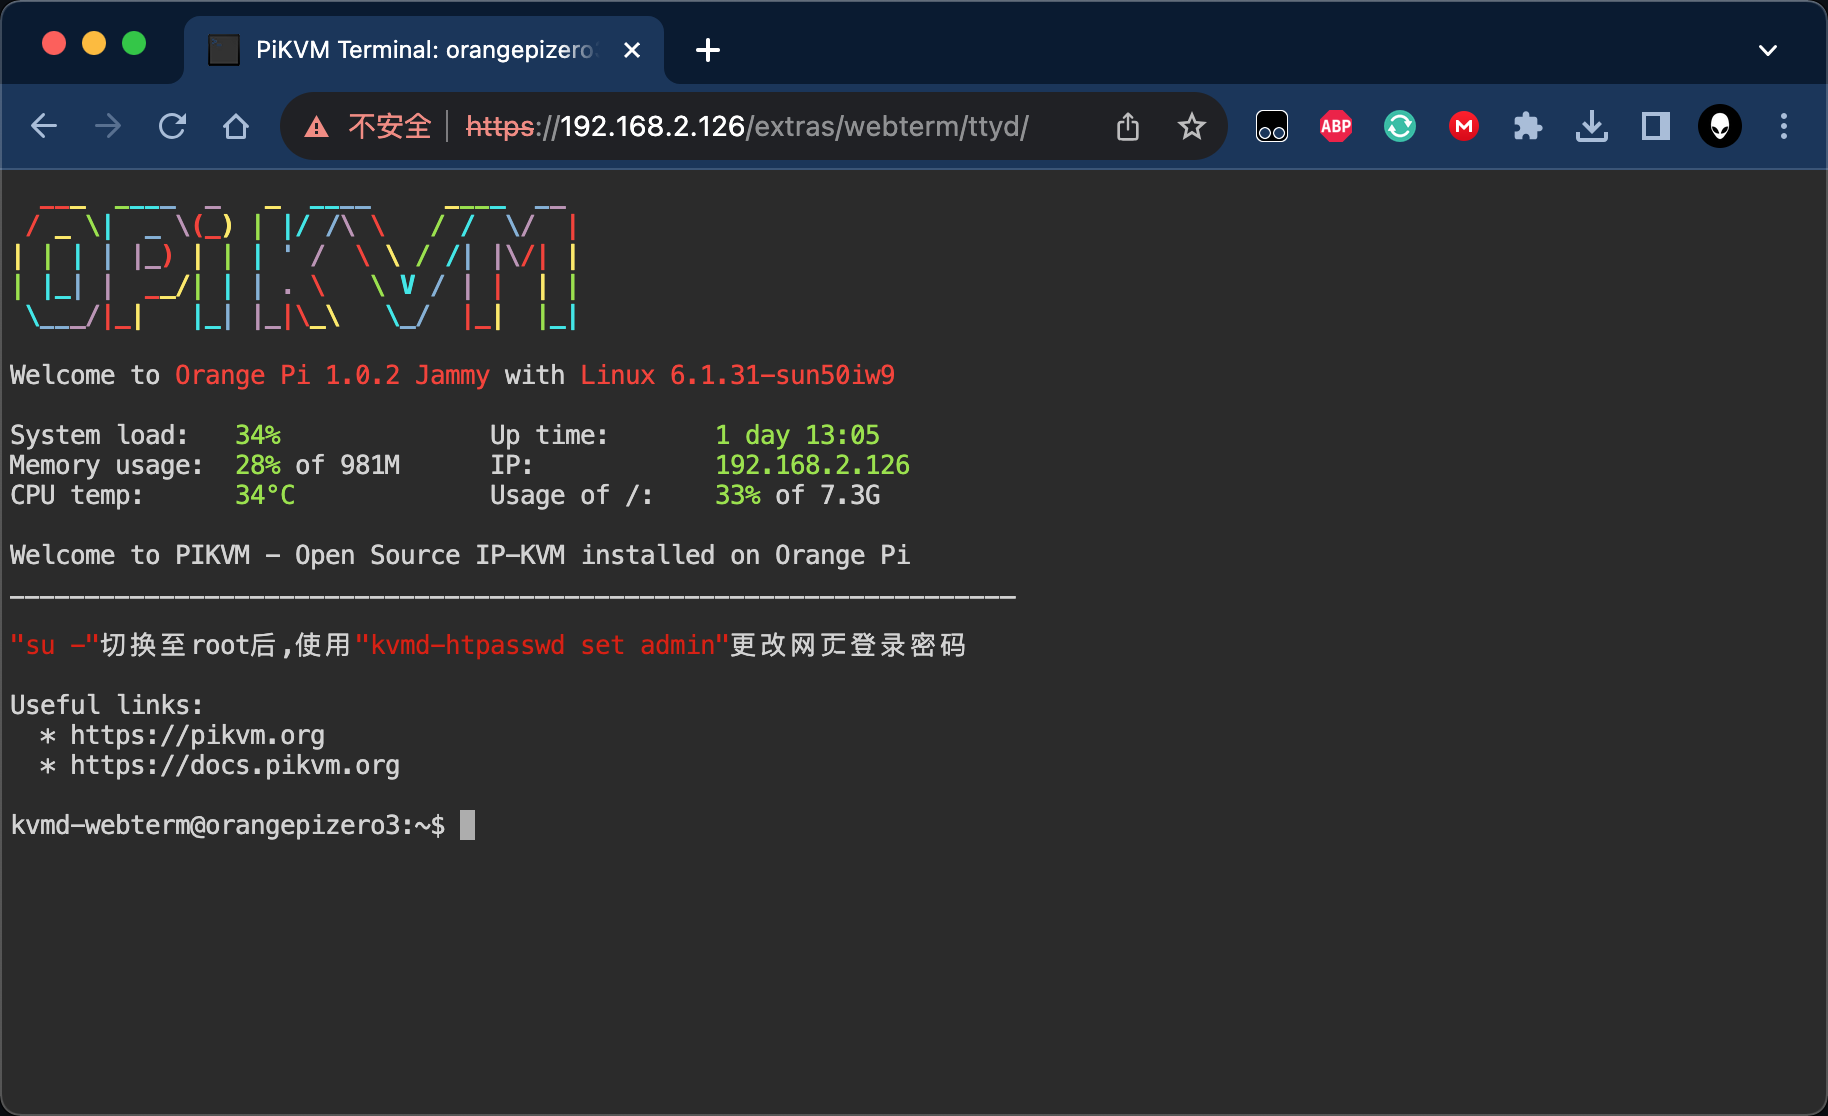 PiKVM Terminal: orangepizero3
不安全 https://192.168.2.126/extras/webterm/ttyd/
ABP
M
OPiKVM
Welcome to Orange Pi 1.0.2 Jammy with Linux 6.1.31-sun50iw9
System load: 34% Up time: 1 day 13:05
Memory usage: 28% of 981M IP: 192.168.2.126
CPU temp: 34°C Usage of /: 33% of 7.3G
Welcome to PIKVM - Open Source IP-KVM installed on Orange Pi
"su -"切换至root后,使用"kvmd-htpasswd set admin"更改网页登录密码
Useful links:
* https://pikvm.org
* https://docs.pikvm.org
kvmd-webterm@orangepizero3:~$